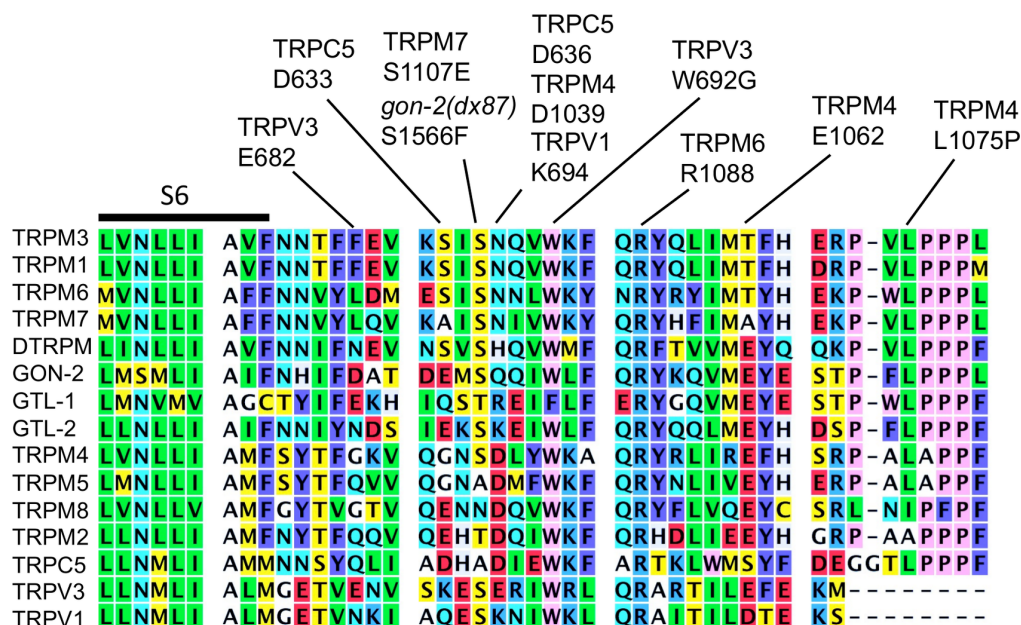 TRPC5
D633
TRPM7
S1107E
gon-2(dx87)
S1566F
TRPC5
D636
TRPM4
D1039
TRPV1
K694
TRPV3
W692G
TRPV3
E682
TRPM6
R1088
TRPM4
E1062
TRPM4
L1075P
S6
TRPM3 LVNLLI AVFNNTFFEV KSISNQVWKF QRYQLIMTFH ERP-VLPPPL
TRPM1 LVNLLI AVFNNTFFEV KSISNQVWKF QRYQLIMTFH DRP-VLPPPM
TRPM6 MVNLLI AFFNNVYLDM ESISNNLWKY NRYRYIMTYH EKP-WLPPPL
TRPM7 MVNLLI AFFNNVYLQV KAISNIVWKY QRYHFIMAYH EKP-VLPPPL
DTRPM LINLLI AVFNNIFNEV NSVSHQVWMF QRFTVVMEYQ QKP-VLPPPF
GON-2 LMSMLI AIFNHIFDAT DEMSQQIWLF QRYKQVMEYE STP-FLPPPL
GTL-1 LMNVMV AGCTYIFEKH IQSTREIFLF ERYGQVMEYE STP-WLPPPF
GTL-2 LLNLLI AIFNNIYNDS IEKSKEIWLF QRYQQLMEYH DSP-FLPPPF
TRPM4 LLNLLI AMFSYTFGKV QGNSDLYWKA QRYRLIREFH SRP-ALAPPF
TRPM5 LMNLLI AMFSYTFQVV QGNADMFWKF QRYNLIVEYH ERP-ALAPPF
TRPM8 LLNLLV AMFGYTVGTV QENNDQVWKF QRYFLVQEYC SRL-NIPFPF
TRPM2 LLNLLI AMFNYTFQQV QEHTDQIWKF QRHDLIEEYH GRP-AAPPPF
TRPC5 LLNMLI AMMNNSYQLI ADHADIEWKF ARTKLWMSYF DEGGTLPPPF
TRPV3 LLNMLI ALMGETVENV SKESERIWRL QRARTILEFE KM--------
TRPV1 LLNMLI ALMGETVNKI AQESKNIWKL QRAITILDTE KS--------